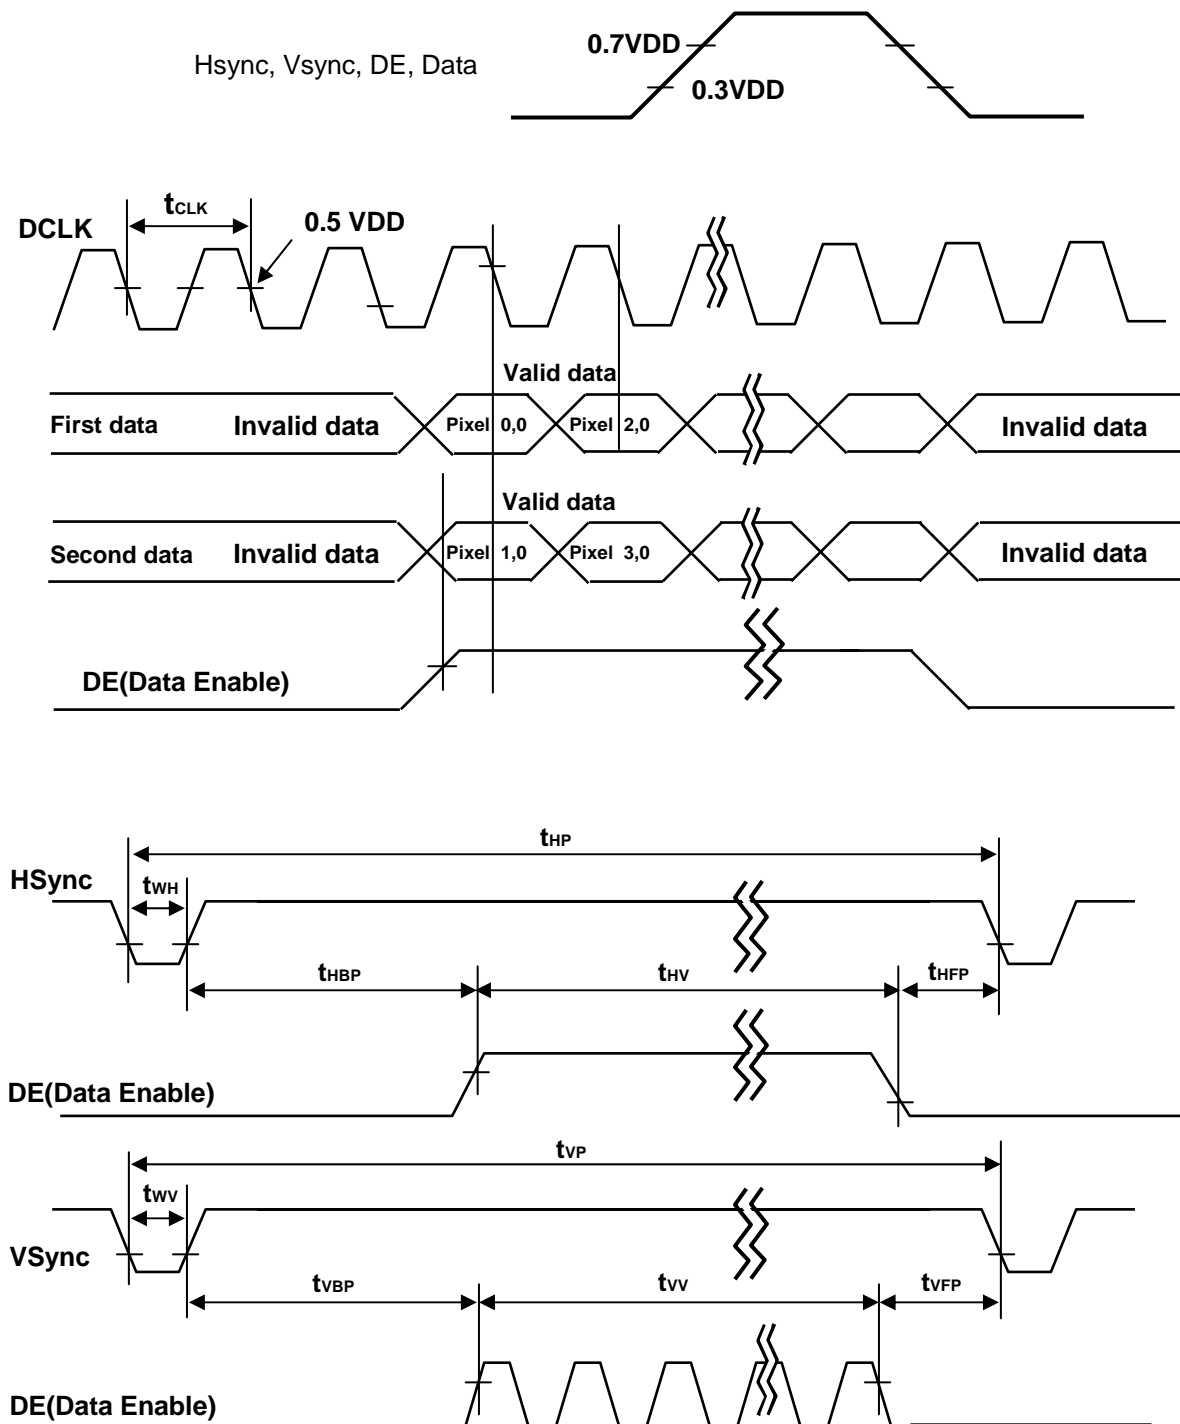 0.7VDD
Hsync, Vsync, DE, Data
0.3VDD
tCLK
0.5 VDD
DCLK
Valid data
First data Invalid data Pixel 0,0 Pixel 2,0 Invalid data
Valid data
Second data Invalid data Pixel 1,0 Pixel 3,0 Invalid data
DE(Data Enable)
tHP
HSync
tWH
tHBP tHV tHFP
DE(Data Enable)
tVP
tWV
VSync
tVBP tVV tVFP
DE(Data Enable)